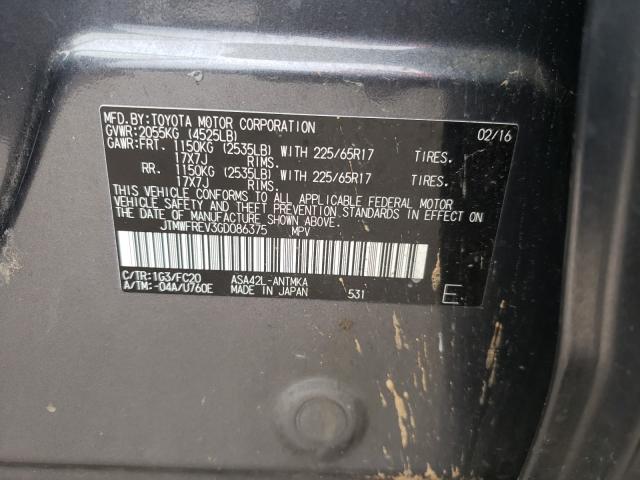 MFD.BY:TOYOTA MOTOR CORPORATION 02/16
GVWR:2055KG (4525LB)
GAWR:FRT. 1150KG (2535LB) WITH 225/65R17 TIRES.
17X7J RIMS.
RR. 1150KG (2535LB) WITH 225/65R17 TIRES.
17X7J RIMS.
THIS VEHICLE CONFORMS TO ALL APPLICABLE FEDERAL MOTOR
VEHICLE SAFETY AND THEFT PREVENTION STANDARDS IN EFFECT ON
THE DATE OF MANUFACTURE SHOWN ABOVE.
JTMWFREV3GD086375 MPV
C/TR:1G3/FC20 ASA42L-ANTMKA
A/TM:-04A/U760E MADE IN JAPAN 531 E